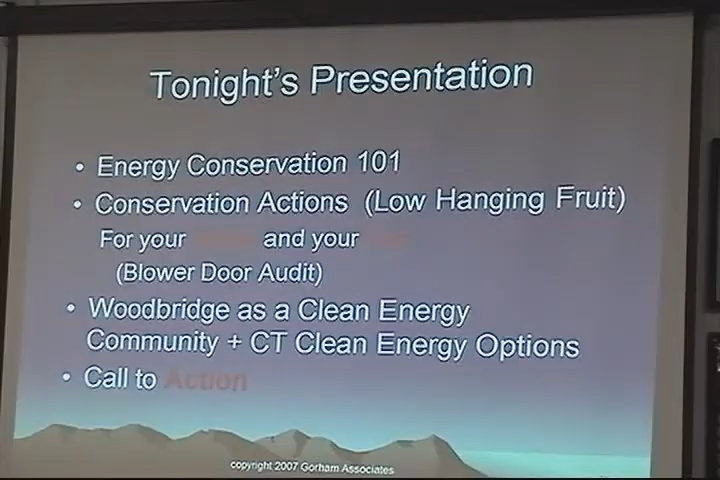 Tonight's Presentation
• Energy Conservation 101
• Conservation Actions (Low Hanging Fruit)
For your and your
(Blower Door Audit)
• Woodbridge as a Clean Energy
Community + CT Clean Energy Options
• Call to Action
copyright 2007 Gorham Associates